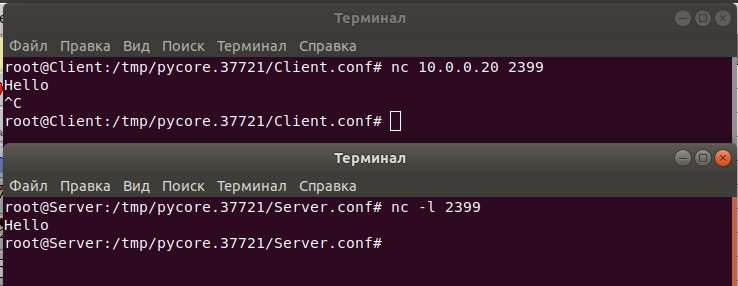 Терминал
Файл Правка Вид Поиск Терминал Справка
root@Client:/tmp/pycore.37721/Client.conf# nc 10.0.0.20 2399
Hello
^C
root@Client:/tmp/pycore.37721/Client.conf#
Терминал
Файл Правка Вид Поиск Терминал Справка
root@Server:/tmp/pycore.37721/Server.conf# nc -l 2399
Hello
root@Server:/tmp/pycore.37721/Server.conf#